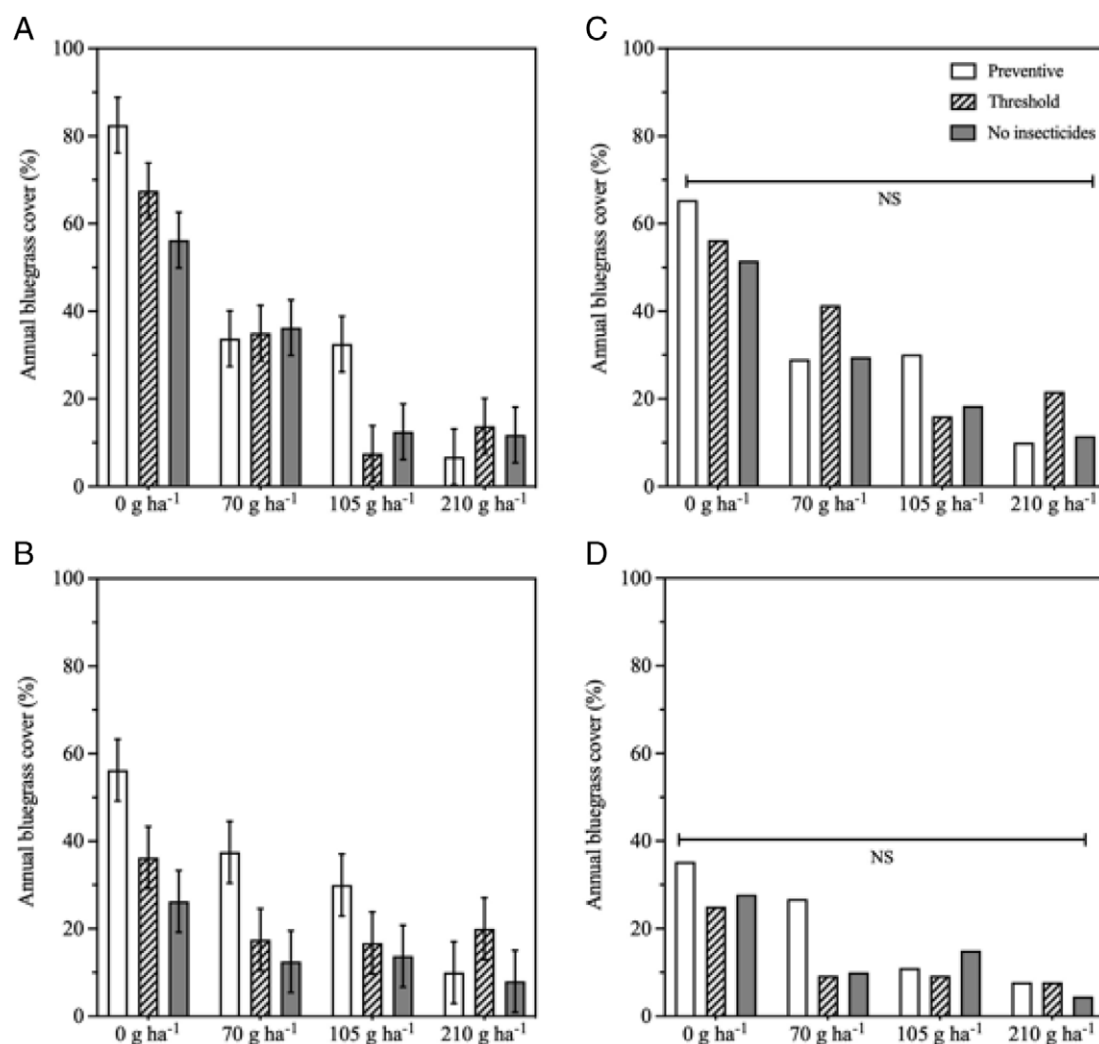 A
Annual bluegrass cover (%)
100
80
60
40
20
0
0 g ha⁻¹ 70 g ha⁻¹ 105 g ha⁻¹ 210 g ha⁻¹
C
Annual bluegrass cover (%)
100
80
60
40
20
0
Preventive
Threshold
No insecticides
NS
0 g ha⁻¹ 70 g ha⁻¹ 105 g ha⁻¹ 210 g ha⁻¹
B
Annual bluegrass cover (%)
100
80
60
40
20
0
0 g ha⁻¹ 70 g ha⁻¹ 105 g ha⁻¹ 210 g ha⁻¹
D
Annual bluegrass cover (%)
100
80
60
40
20
0
NS
0 g ha⁻¹ 70 g ha⁻¹ 105 g ha⁻¹ 210 g ha⁻¹